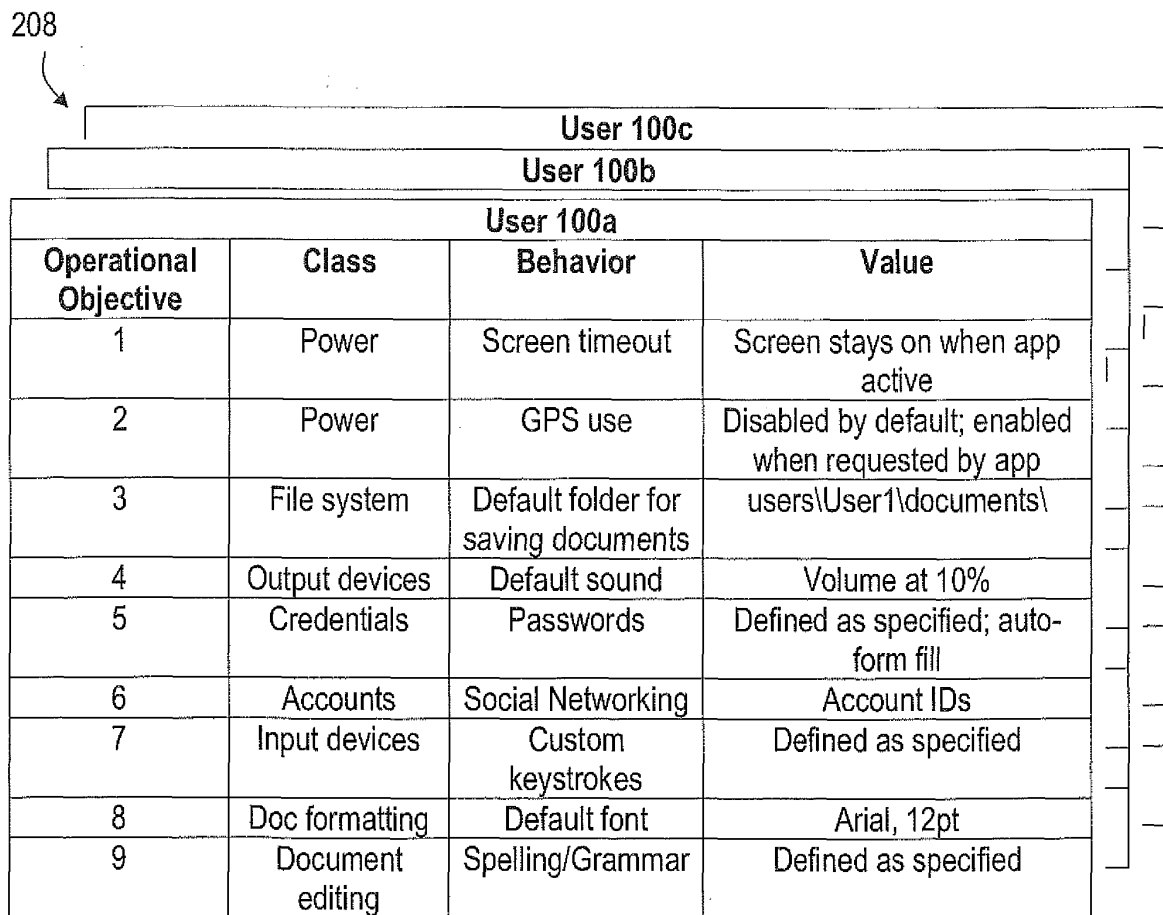 208
User 100c
User 100b
User 100a
Operational Objective Class Behavior Value
1 Power Screen timeout Screen stays on when app active
2 Power GPS use Disabled by default; enabled when requested by app
3 File system Default folder for saving documents users\User1\documents\
4 Output devices Default sound Volume at 10%
5 Credentials Passwords Defined as specified; auto-form fill
6 Accounts Social Networking Account IDs
7 Input devices Custom keystrokes Defined as specified
8 Doc formatting Default font Arial, 12pt
9 Document editing Spelling/Grammar Defined as specified